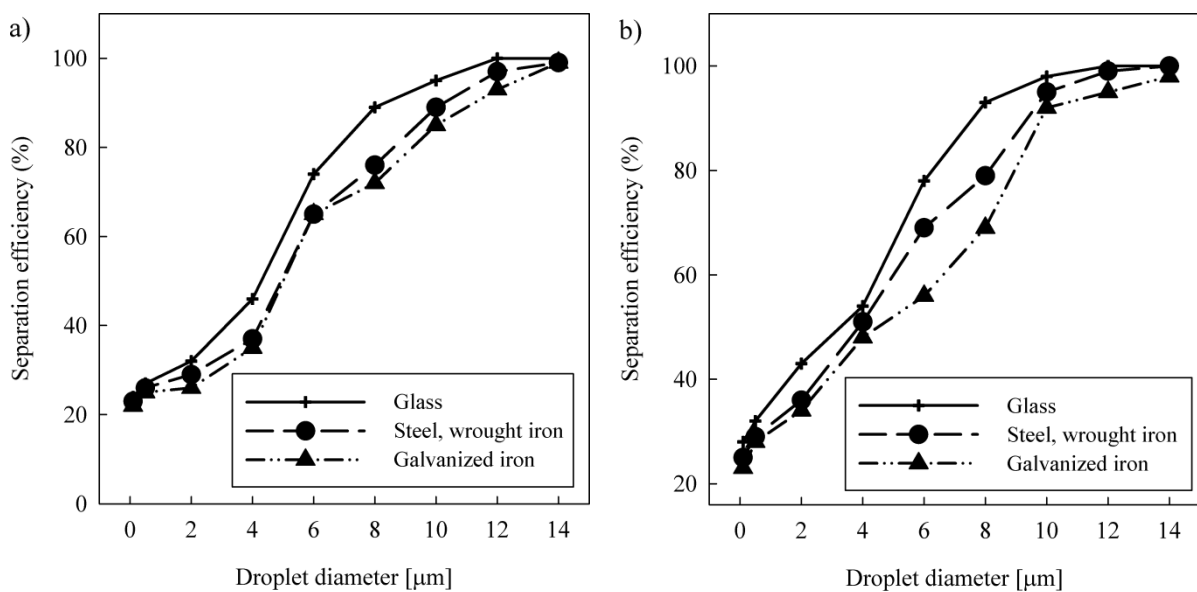 a)
Separation efficiency (%)
100
80
60
40
20
0
Glass
Steel, wrought iron
Galvanized iron
0 2 4 6 8 10 12 14
Droplet diameter [μm]
b)
Separation efficiency (%)
100
80
60
40
20
Glass
Steel, wrought iron
Galvanized iron
0 2 4 6 8 10 12 14
Droplet diameter [μm]